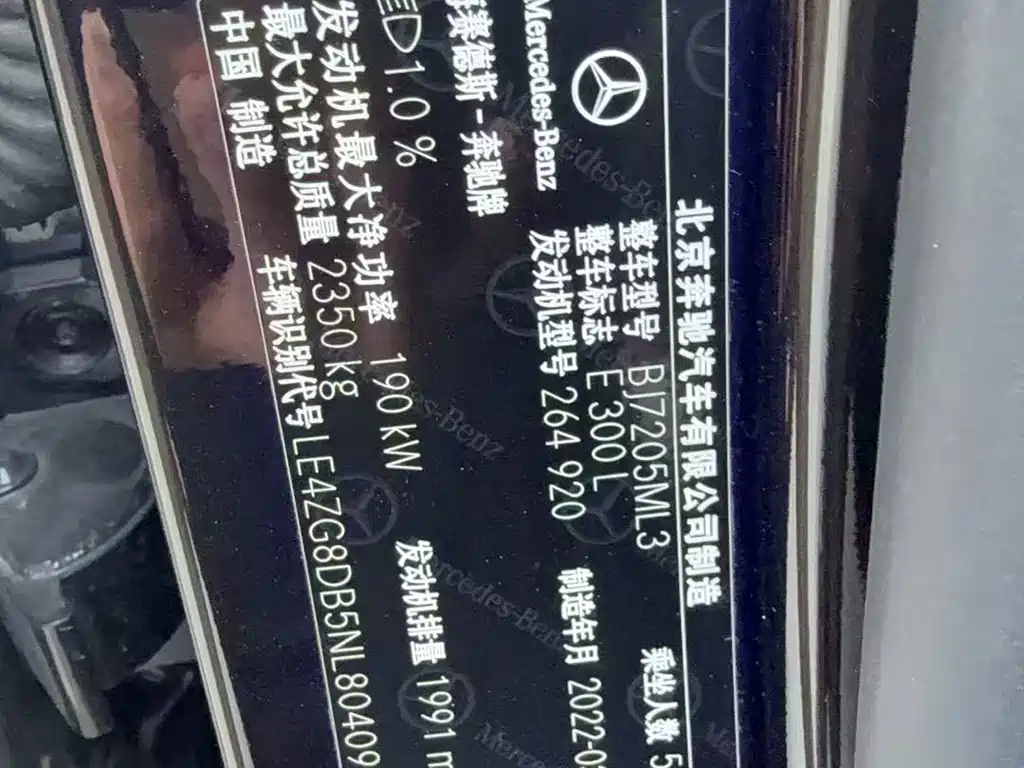 北京奔驰汽车有限公司制造
Mercedes-Benz
整车型号 BJ7205ML3 乘坐人数 5
整车标志 E 300 L
发动机型号 264 920 制造年月 2022-0
赛德斯-奔驰牌
1.0 %
发动机最大净功率 190 kW 发动机排量 1991 m
最大允许总质量 2350 kg
车辆识别代号 LE4ZG8DB5NL80409
中国 制造